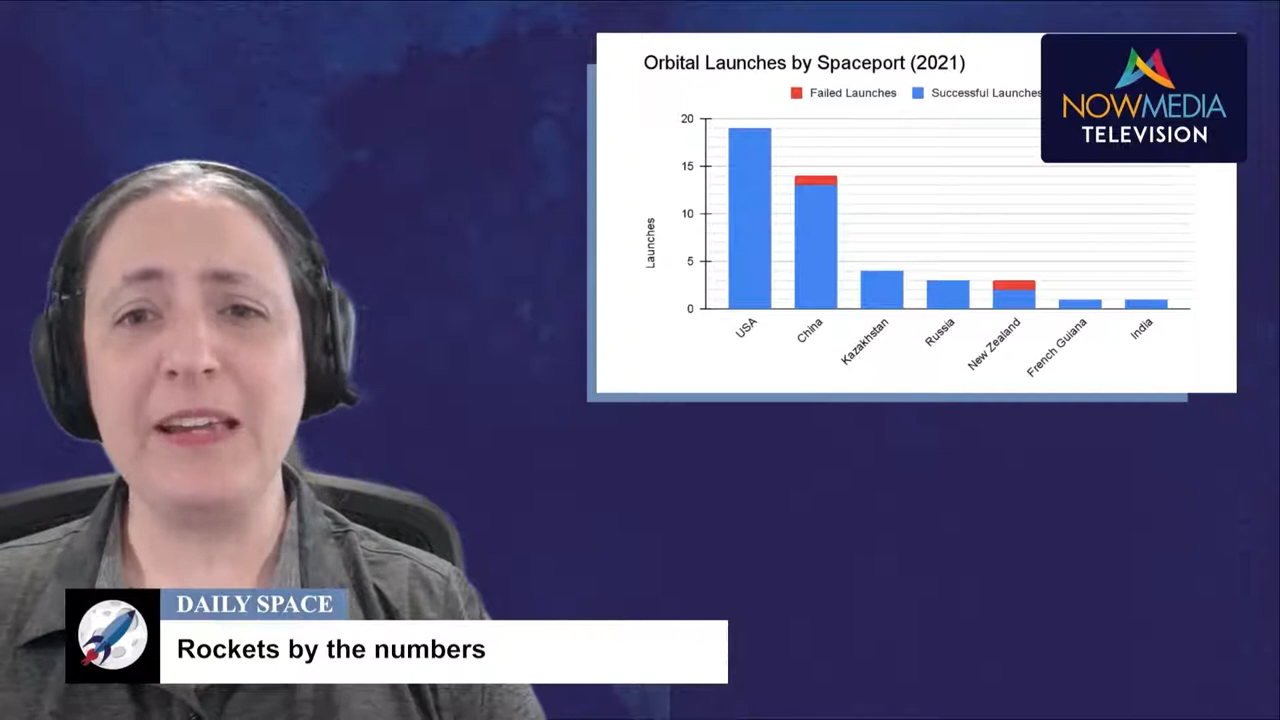 Orbital Launches by Spaceport (2021)
Failed Launches Successful Launches
20
15
10
5
0
Launches
USA
China
Kazakhstan
Russia
New Zealand
French Guiana
India
NOWMEDIA
TELEVISION
DAILY SPACE
Rockets by the numbers